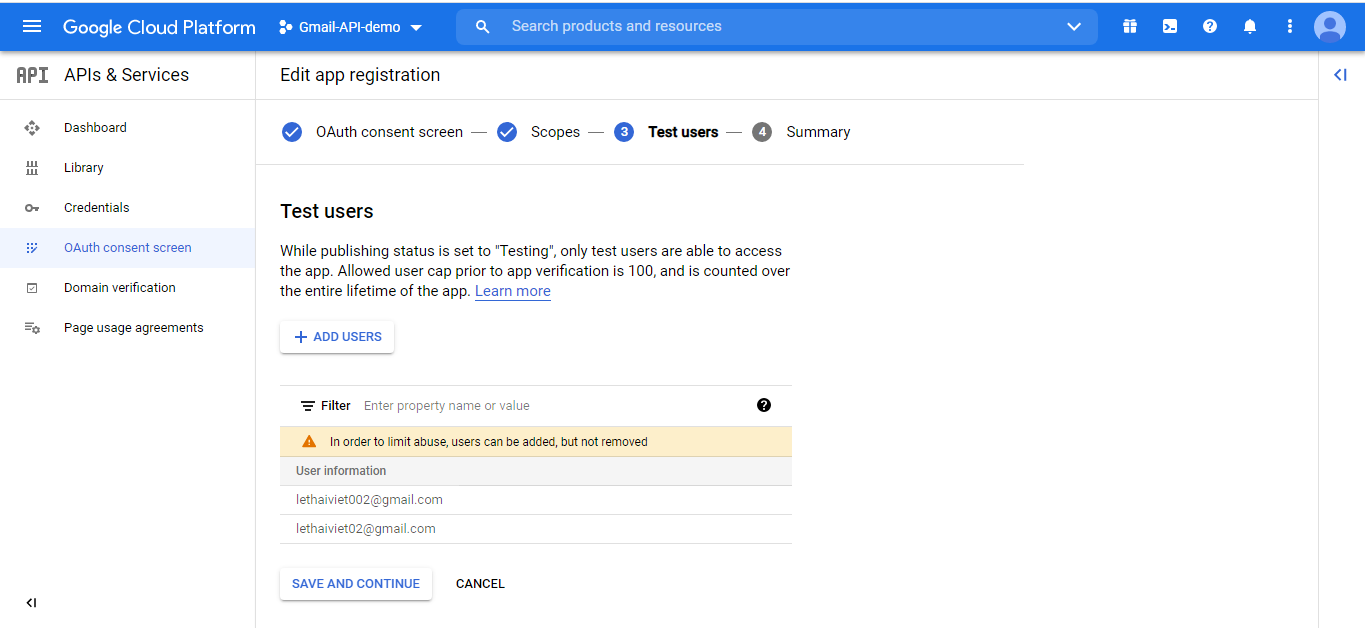 Google Cloud Platform
Gmail-API-demo
Search products and resources
API APIs & Services
Edit app registration
Dashboard
Library
Credentials
OAuth consent screen
Domain verification
Page usage agreements
OAuth consent screen — Scopes — 3 Test users — 4 Summary
Test users
While publishing status is set to "Testing", only test users are able to access
the app. Allowed user cap prior to app verification is 100, and is counted over
the entire lifetime of the app. Learn more
+ ADD USERS
Filter Enter property name or value
In order to limit abuse, users can be added, but not removed
User information
lethaiviet002@gmail.com
lethaiviet02@gmail.com
SAVE AND CONTINUE CANCEL